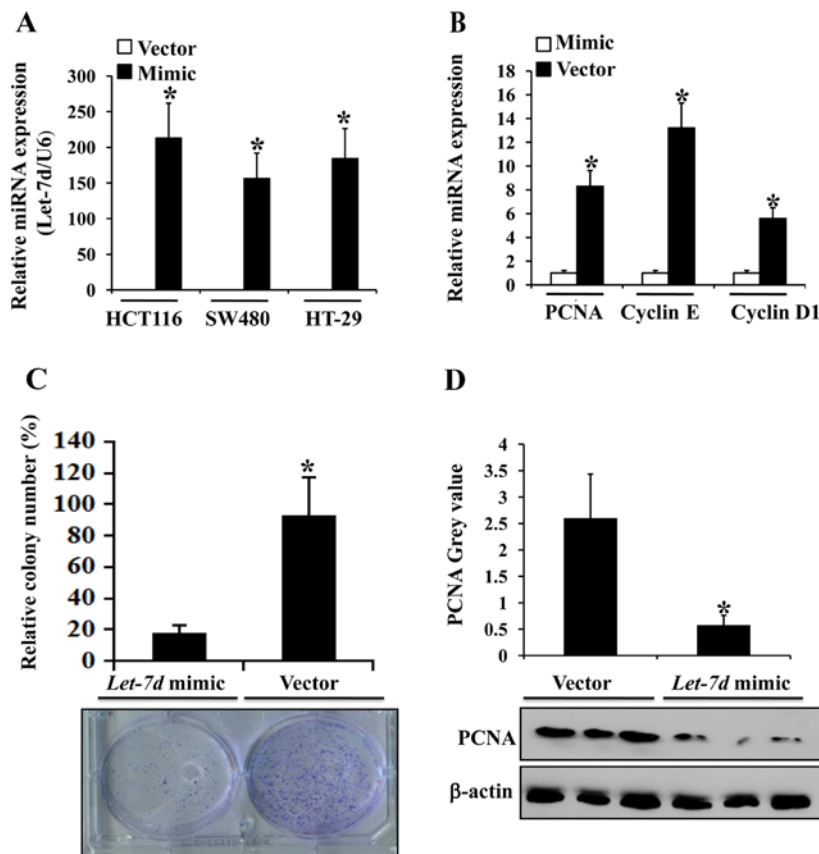 A
Vector
Mimic
Relative miRNA expression
(Let-7d/U6)
300
250
200
150
100
50
0
*
*
*
HCT116 SW480 HT-29
B
Mimic
Vector
Relative miRNA expression
18
16
14
12
10
8
6
4
2
0
*
*
*
PCNA Cyclin E Cyclin D1
C
Relative colony number (%)
140
120
100
80
60
40
20
0
*
Let-7d mimic Vector
D
PCNA Grey value
4
3.5
3
2.5
2
1.5
1
0.5
0
*
Vector Let-7d mimic
PCNA
β-actin